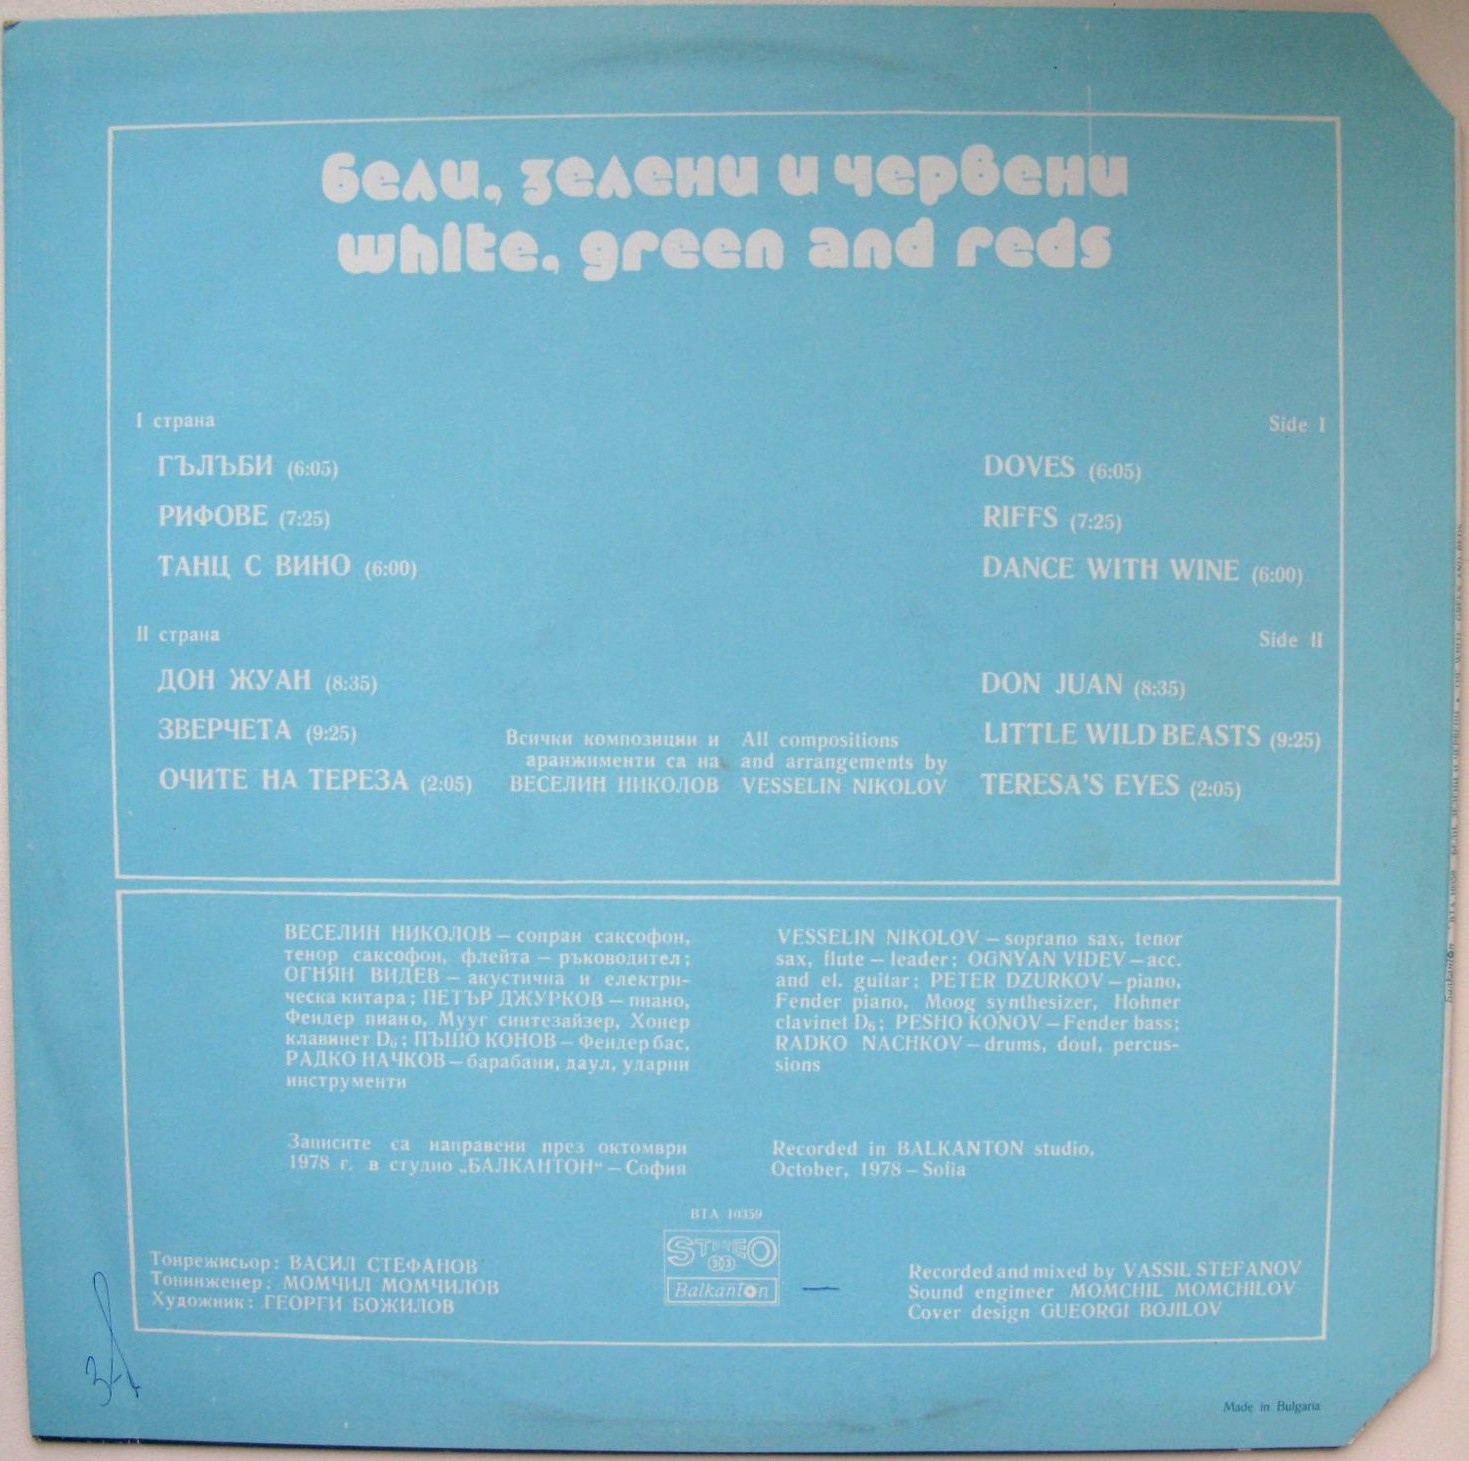 бели, зелени и червени
white, green and reds
I страна
ГЪЛЪБИ (6:05)
РИФОВЕ (7:25)
ТАНЦ С ВИНО (6:00)
II страна
ДОН ЖУАН (8:35)
ЗВЕРЧЕТА (9:25)
ОЧИТЕ НА ТЕРЕЗА (2:05)
Всички композиции и
аранжименти са на
ВЕСЕЛИН НИКОЛОВ
All compositions
and arrangements by
VESSELIN NIKOLOV
Side I
DOVES (6:05)
RIFFS (7:25)
DANCE WITH WINE (6:00)
Side II
DON JUAN (8:35)
LITTLE WILD BEASTS (9:25)
TERESA'S EYES (2:05)
ВЕСЕЛИН НИКОЛОВ – сопран саксофон,
тенор саксофон, флейта – ръководител;
ОГНЯН ВИДЕВ – акустична и електри-
ческа китара; ПЕТЪР ДЖУРКОВ – пиано,
Фендер пиано, Мууг синтезайзер, Хонер
клавинет D₆; ПЪШО КОНОВ – Фендер бас,
РАДКО НАЧКОВ – барабани, даул, ударни
инструменти
VESSELIN NIKOLOV – soprano sax, tenor
sax, flute – leader; OGNYAN VIDEV – acc.
and el. guitar; PETER DZURKOV – piano,
Fender piano, Moog synthesizer, Hohner
clavinet D₆; PESHO KONOV – Fender bass;
RADKO NACHKOV – drums, doul, percus-
sions
Записите са направени през октомври
1978 г. в студио „БАЛКАНТОН“ – София
Recorded in BALKANTON studio,
October, 1978 – Sofia
ВТА 10359
STEREO
Balkanton
Тонрежисьор: ВАСИЛ СТЕФАНОВ
Тонинженер: МОМЧИЛ МОМЧИЛОВ
Художник: ГЕОРГИ БОЖИЛОВ
Recorded and mixed by VASSIL STEFANOV
Sound engineer MOMCHIL MOMCHILOV
Cover design GUEORGI BOJILOV
Made in Bulgaria